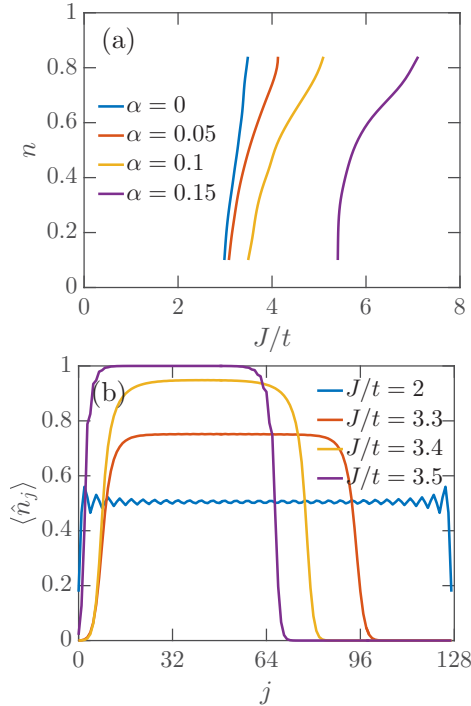 (a)
1
0.8
0.6
0.4
0.2
0
n
α = 0
α = 0.05
α = 0.1
α = 0.15
0 2 4 6 8
J/t
(b)
1
0.8
0.6
0.4
0.2
0
⟨n̂ⱼ⟩
J/t = 2
J/t = 3.3
J/t = 3.4
J/t = 3.5
0 32 64 96 128
j